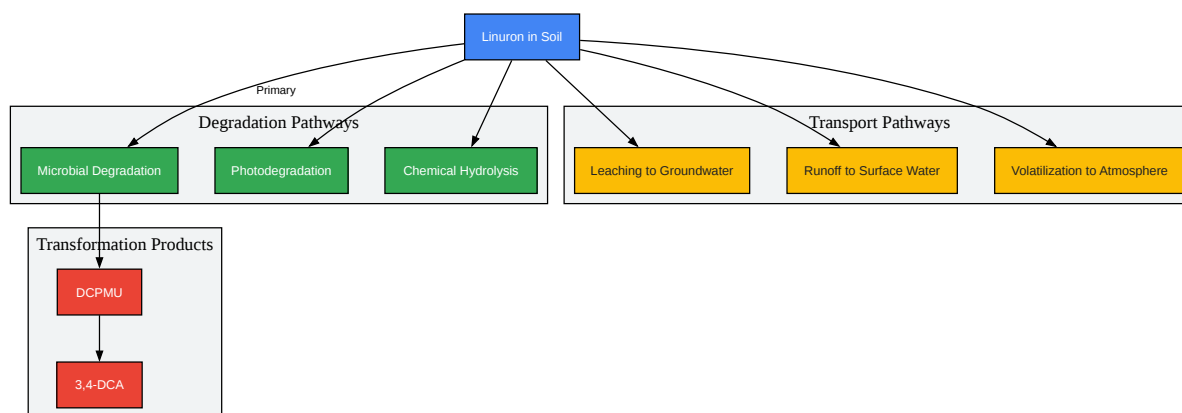 Linuron in Soil
Primary
Degradation Pathways
Transport Pathways
Microbial Degradation
Photodegradation
Chemical Hydrolysis
Leaching to Groundwater
Runoff to Surface Water
Volatilization to Atmosphere
Transformation Products
DCPMU
3,4-DCA